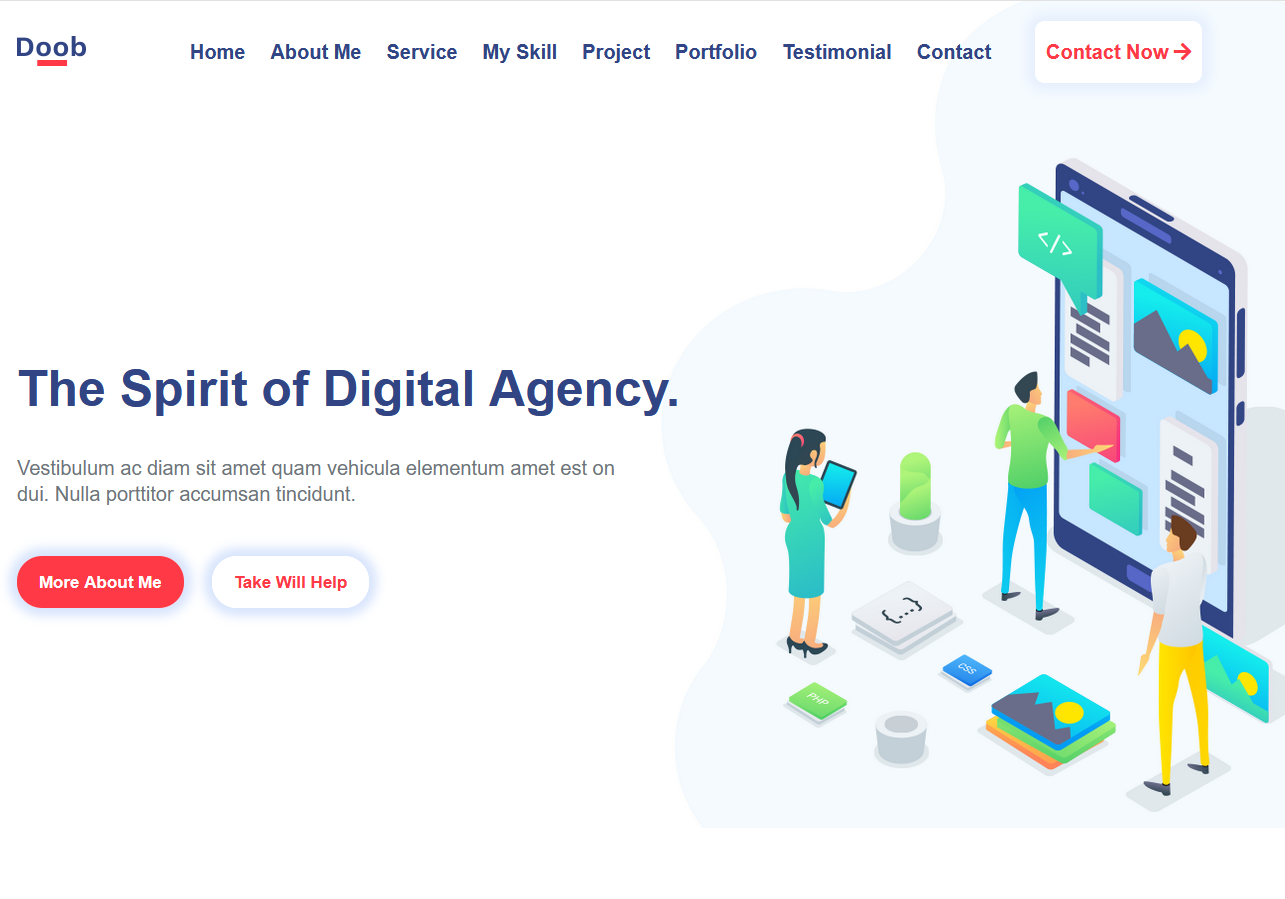 Doob
Home About Me Service My Skill Project Portfolio Testimonial Contact Contact Now →
</>
The Spirit of Digital Agency.
Vestibulum ac diam sit amet quam vehicula elementum amet est on
dui. Nulla porttitor accumsan tincidunt.
More About Me Take Will Help
{...}
CSS
PHP